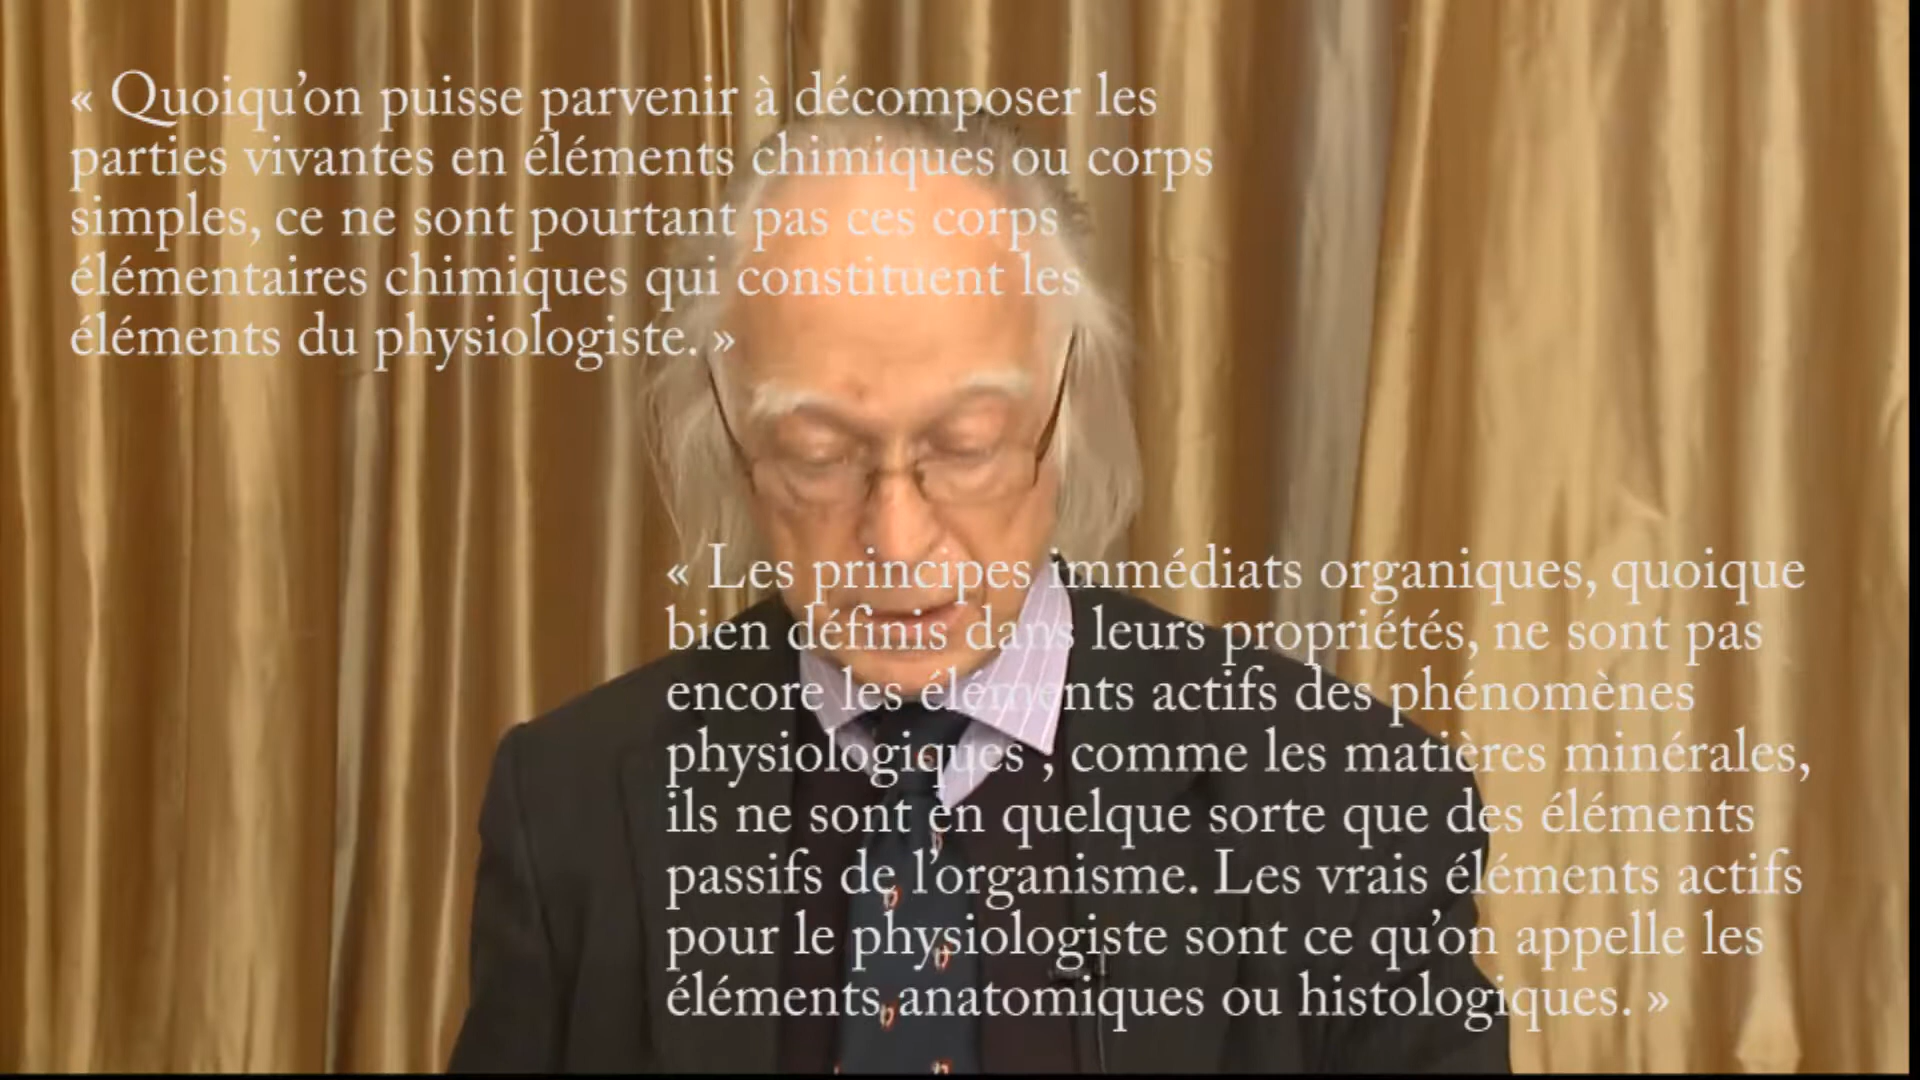 « Quoiqu’on puisse parvenir à décomposer les
parties vivantes en éléments chimiques ou corps
simples, ce ne sont pourtant pas ces corps
élémentaires chimiques qui constituent les
éléments du physiologiste. »
« Les principes immédiats organiques, quoique
bien définis dans leurs propriétés, ne sont pas
encore les éléments actifs des phénomènes
physiologiques ; comme les matières minérales,
ils ne sont en quelque sorte que des éléments
passifs de l’organisme. Les vrais éléments actifs
pour le physiologiste sont ce qu’on appelle les
éléments anatomiques ou histologiques. »